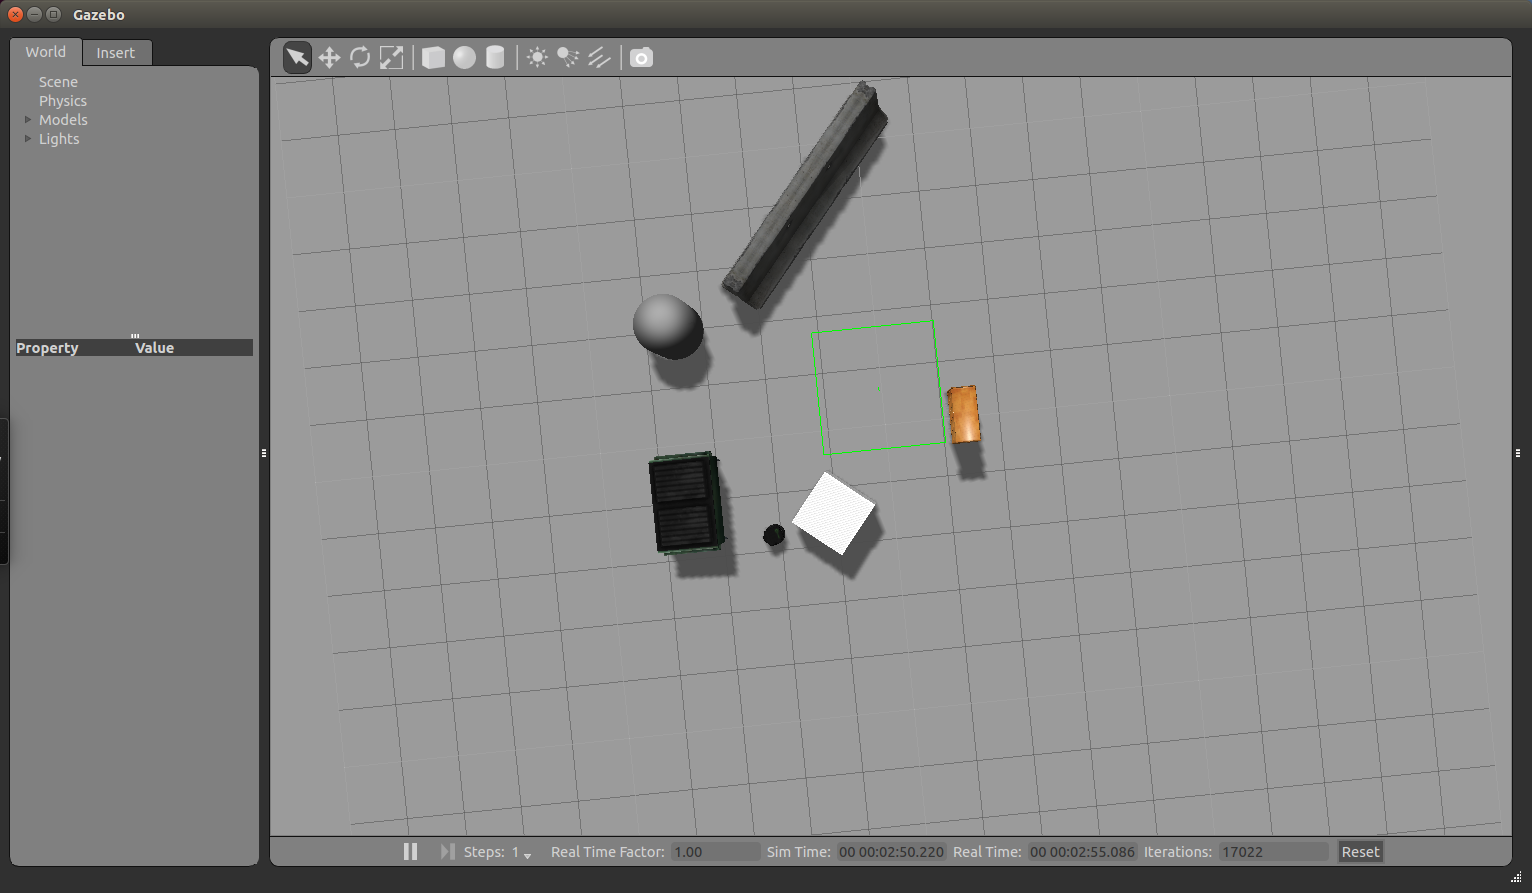 Gazebo
World Insert
Scene
Physics
Models
Lights
Property Value
Steps: 1 Real Time Factor: 1.00 Sim Time: 00 00:02:50.220 Real Time: 00 00:02:55.086 Iterations: 17022 Reset